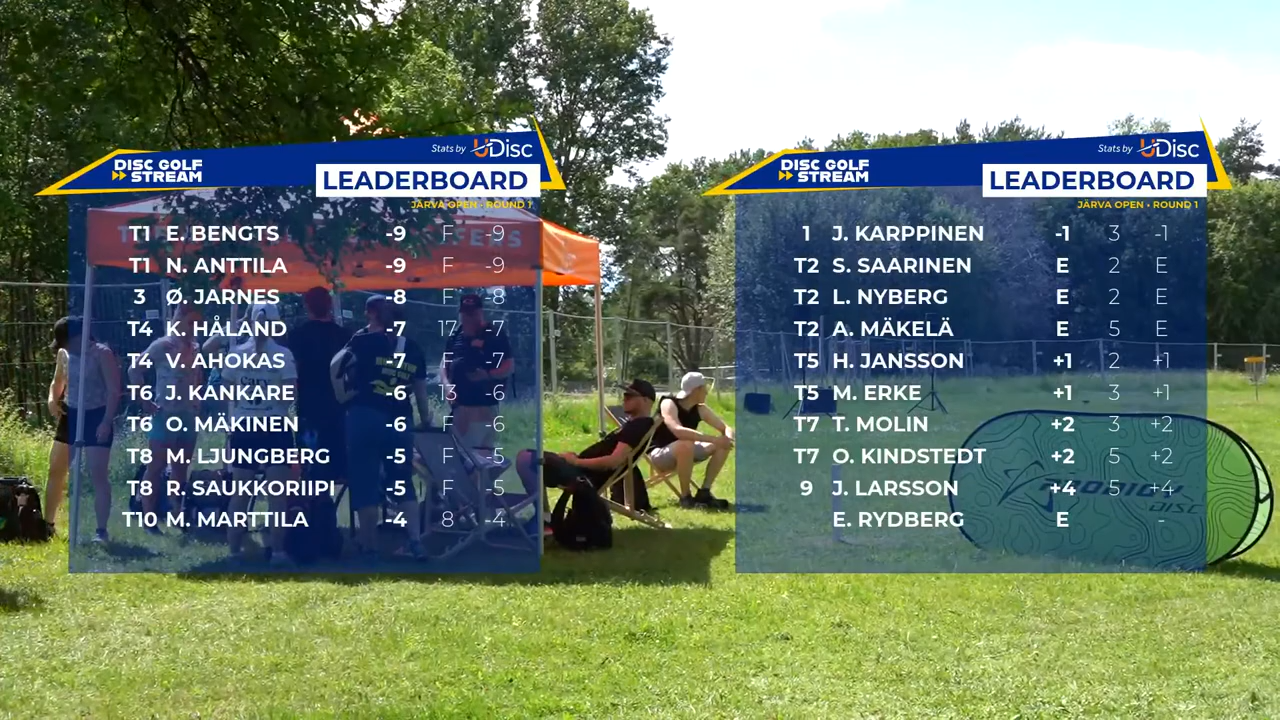 Stats by UDisc
DISC GOLF
STREAM
LEADERBOARD
JÄRVA OPEN • ROUND 1
T1 E. BENGTS -9 F -9
T1 N. ANTTILA -9 F -9
3 Ø. JARNES -8 F -8
T4 K. HÅLAND -7 17 -7
T4 V. AHOKAS -7 F -7
T6 J. KANKARE -6 13 -6
T6 O. MÄKINEN -6 F -6
T8 M. LJUNGBERG -5 F -5
T8 R. SAUKKORIIPI -5 F -5
T10 M. MARTTILA -4 8 -4
Stats by UDisc
DISC GOLF
STREAM
LEADERBOARD
JÄRVA OPEN • ROUND 1
1 J. KARPPINEN -1 3 -1
T2 S. SAARINEN E 2 E
T2 L. NYBERG E 2 E
T2 A. MÄKELÄ E 5 E
T5 H. JANSSON +1 2 +1
T5 M. ERKE +1 3 +1
T7 T. MOLIN +2 3 +2
T7 O. KINDSTEDT +2 5 +2
9 J. LARSSON +4 5 +4
E. RYDBERG E -
PRODIGY
DISC